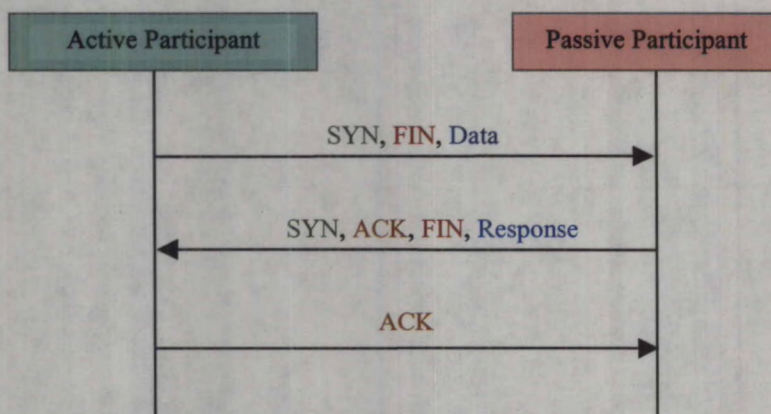 Active Participant
Passive Participant
SYN, FIN, Data
SYN, ACK, FIN, Response
ACK